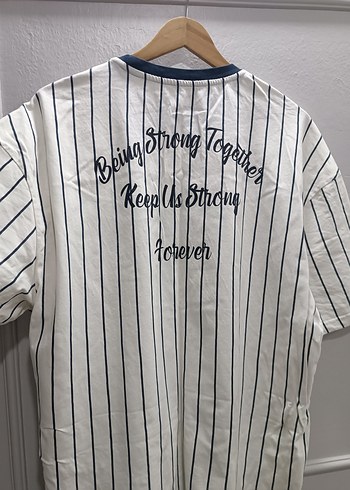 Being Strong Together
Keep Us Strong
Forever